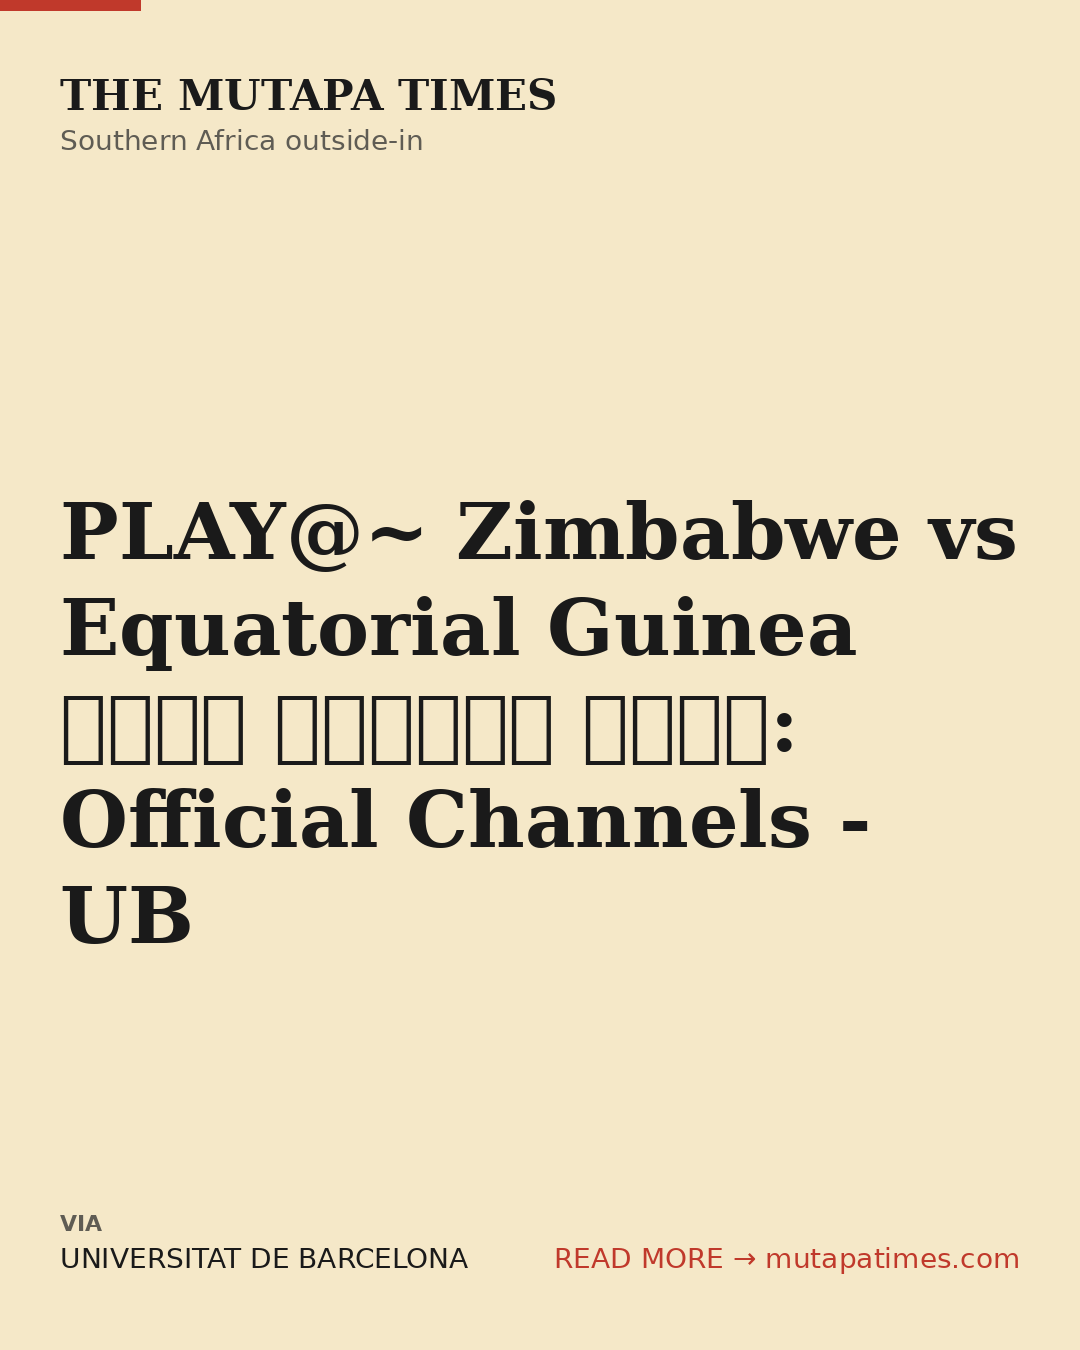 THE MUTAPA TIMES
Southern Africa outside-in
PLAY@~ Zimbabwe vs
Equatorial Guinea
:
Official Channels -
UB
VIA
UNIVERSITAT DE BARCELONA
READ MORE → mutapatimes.com